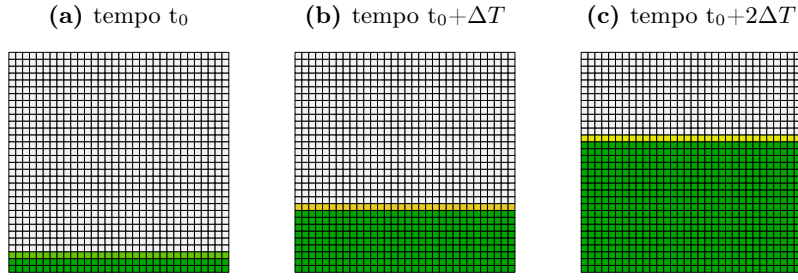 (a) tempo t₀
(b) tempo t₀+ΔT
(c) tempo t₀+2ΔT